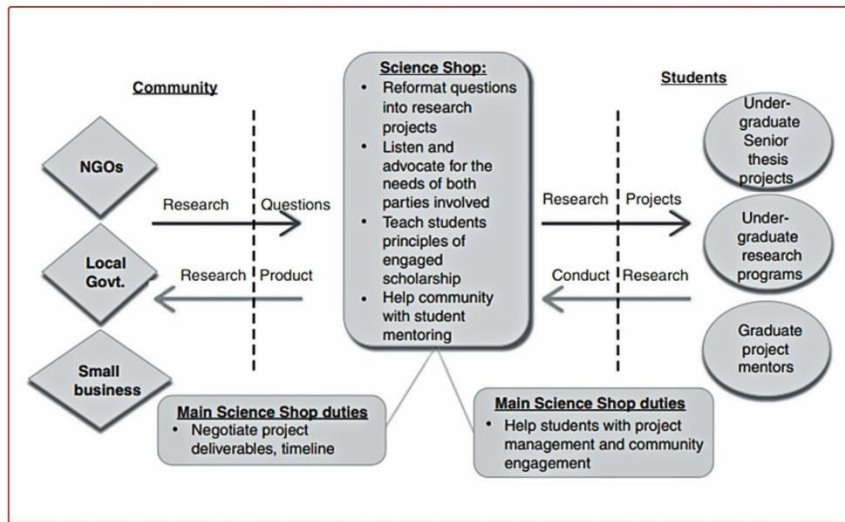 Community
NGOs
Local
Govt.
Small
business
Research Questions
Research Product
Science Shop:
• Reformat questions
into research
projects
• Listen and
advocate for the
needs of both
parties involved
• Teach students
principles of
engaged
scholarship
• Help community
with student
mentoring
Research Projects
Conduct Research
Students
Under-
graduate
Senior
thesis
projects
Under-
graduate
research
programs
Graduate
project
mentors
Main Science Shop duties
• Negotiate project
deliverables, timeline
Main Science Shop duties
• Help students with project
management and community
engagement